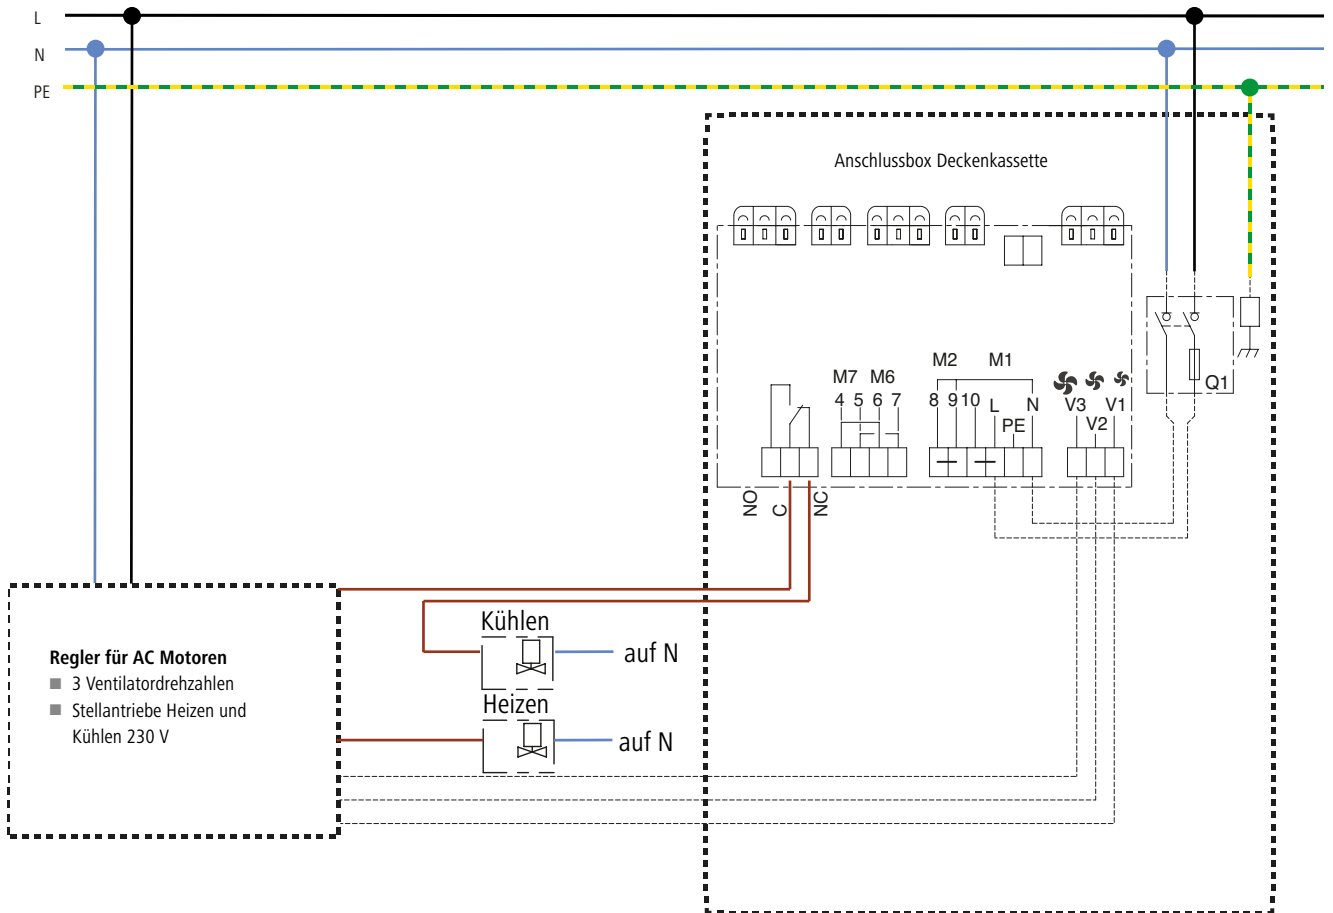 L
N
PE
Anschlussbox Deckenkassette
M2 M1
M7 M6
4 5 6 7
8 9 10 L N
PE
V3 V1
V2
Q1
NO
C
NC
Kühlen
auf N
Heizen
auf N
Regler für AC Motoren
■ 3 Ventilatordrehzahlen
■ Stellantriebe Heizen und
Kühlen 230 V